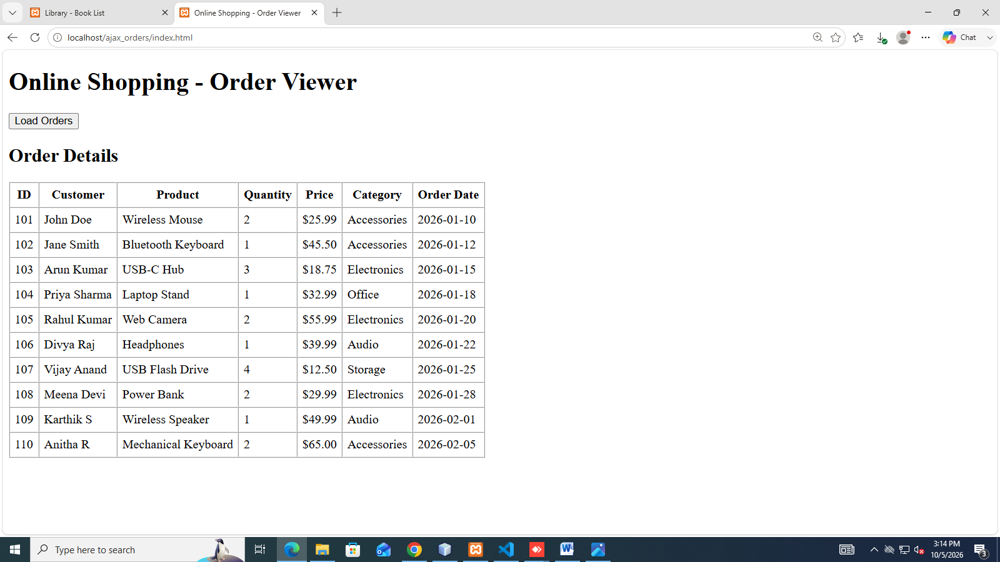 Library - Book List
Online Shopping - Order Viewer
localhost/ajax_orders/index.html
Chat
Online Shopping - Order Viewer
Load Orders
Order Details
ID Customer Product Quantity Price Category Order Date
101 John Doe Wireless Mouse 2 $25.99 Accessories 2026-01-10
102 Jane Smith Bluetooth Keyboard 1 $45.50 Accessories 2026-01-12
103 Arun Kumar USB-C Hub 3 $18.75 Electronics 2026-01-15
104 Priya Sharma Laptop Stand 1 $32.99 Office 2026-01-18
105 Rahul Kumar Web Camera 2 $55.99 Electronics 2026-01-20
106 Divya Raj Headphones 1 $39.99 Audio 2026-01-22
107 Vijay Anand USB Flash Drive 4 $12.50 Storage 2026-01-25
108 Meena Devi Power Bank 2 $29.99 Electronics 2026-01-28
109 Karthik S Wireless Speaker 1 $49.99 Audio 2026-02-01
110 Anitha R Mechanical Keyboard 2 $65.00 Accessories 2026-02-05
Type here to search
3:14 PM
10/5/2026
3